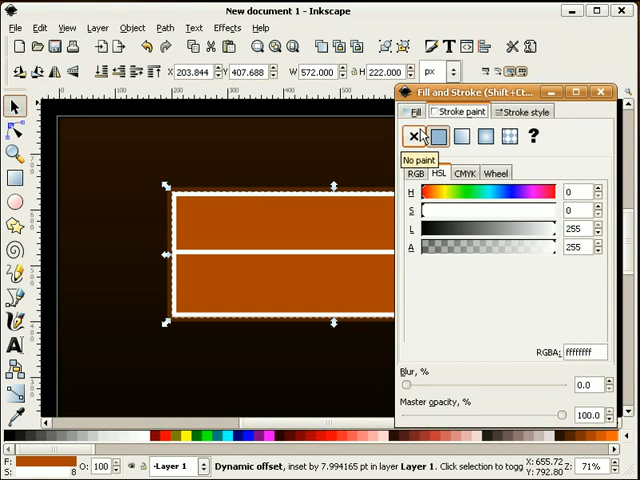 New document 1 - Inkscape
File Edit View Layer Object Path Text Effects Help
X 203.844 Y 407.688 W 572.000 H 222.000 px
Fill and Stroke (Shift+Ct...
Fill Stroke paint Stroke style
?
No paint
RGB HSL CMYK Wheel
H 0
S 0
L 255
A 255
RGBA: ffffffff
Blur, %
0.0
Master opacity, %
100.0
F: O: 100 Layer 1 Dynamic offset, inset by 7.994165 pt in layer Layer 1. Click selection to togg X: 655.72 Z: 71%
S: 8 Y: 792.80